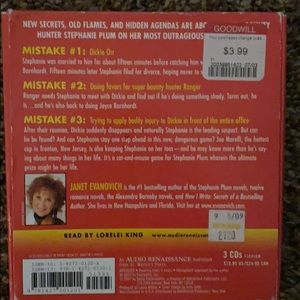 NEW SECRETS, OLD FLAMES, AND HIDDEN AGENDAS ARE
HUNTER STEPHANIE PLUM ON HER MOST OUTRAGEOUS
GOODWILL
$3.99
MISTAKE #1: Dickie Orr
Stephanie was married to him for about fifteen minutes before catching him
Barnhardt. Fifteen minutes later Stephanie filed for divorce, hoping never to
MISTAKE #2: Doing favors for super bounty hunter Ranger
Ranger needs Stephanie to meet with Dickie and find out if he's doing something shady. Turns out, he
is...and he's also back to doing Joyce Barnhardt.
MISTAKE #3: Trying to apply bodily injury to Dickie in front of the entire office
After their reunion, Dickie suddenly disappears and naturally Stephanie is the leading suspect. But can
he be found? And can Stephanie stay one step ahead in this new, dangerous game? Joe Morelli, the hottest
cop in Trenton, New Jersey, is also keeping Stephanie on her toes—and he may know more than he's say-
ing about many things in her life. It's a cat-and-mouse game for Stephanie Plum wherein the ultimate
prize might be her life.
JANET EVANOVICH is the #1 bestselling author of the Stephanie Plum novels, twelve
romance novels, the Alexandra Barnaby novels, and How I Write: Secrets of a Bestselling
Author. She lives in New Hampshire and Florida. Visit her at
READ BY LORELEI KING
www.audiorenaissance
AN AUDIO RENAISSANCE AUDIOBOOK
3 CDs